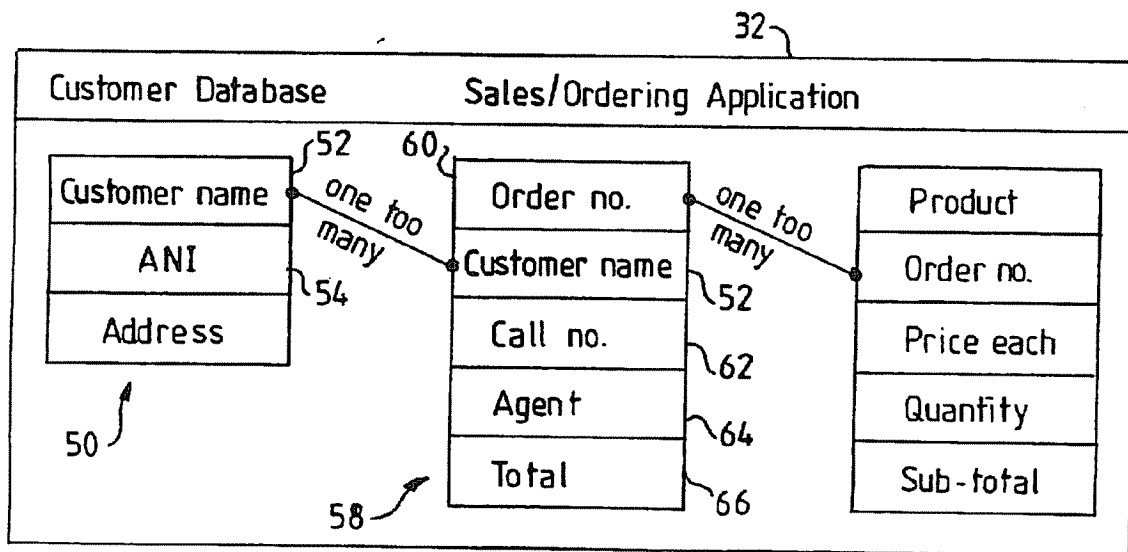 32
Customer Database
Sales/Ordering Application
52
Customer name
ANI
54
Address
50
one too
many
60
Order no.
Customer name
52
Call no.
62
Agent
64
Total
66
58
one too
many
Product
Order no.
Price each
Quantity
Sub-total